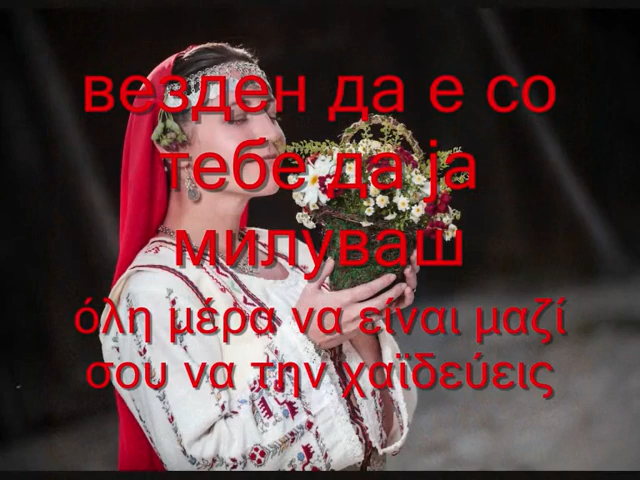 везден да е со
тебе да ја
милуваш
όλη μέρα να είναι μαζί
σου να την χαϊδεύεις